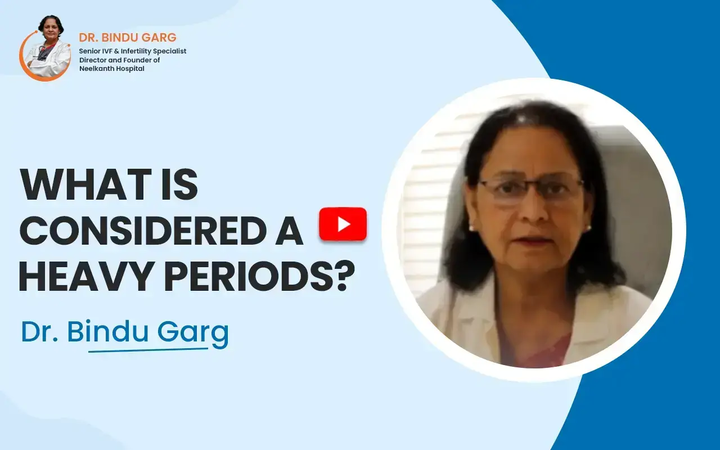 DR. BINDU GARG
Senior IVF & Infertility Specialist
Director and Founder of
Neelkanth Hospital
WHAT IS
CONSIDERED A
HEAVY PERIODS?
Dr. Bindu Garg